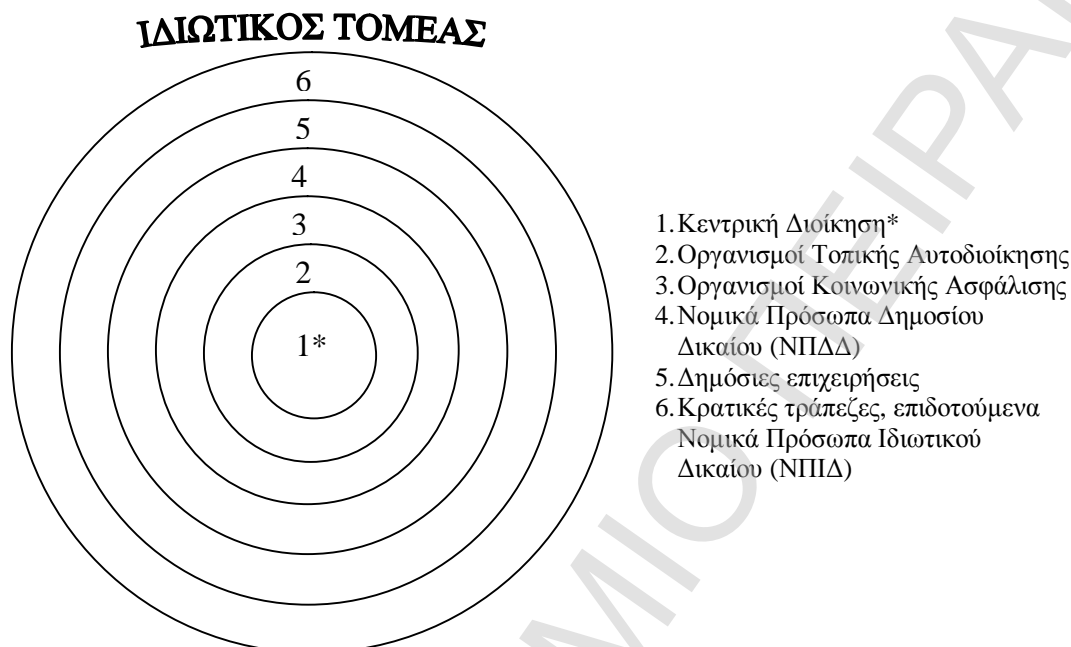 ΙΔΙΩΤΙΚΟΣ ΤΟΜΕΑΣ
6
5
4
3
2
1*
1. Κεντρική Διοίκηση*
2. Οργανισμοί Τοπικής Αυτοδιοίκησης
3. Οργανισμοί Κοινωνικής Ασφάλισης
4. Νομικά Πρόσωπα Δημοσίου
Δικαίου (ΝΠΔΔ)
5. Δημόσιες επιχειρήσεις
6. Κρατικές τράπεζες, επιδοτούμενα
Νομικά Πρόσωπα Ιδιωτικού
Δικαίου (ΝΠΙΔ)